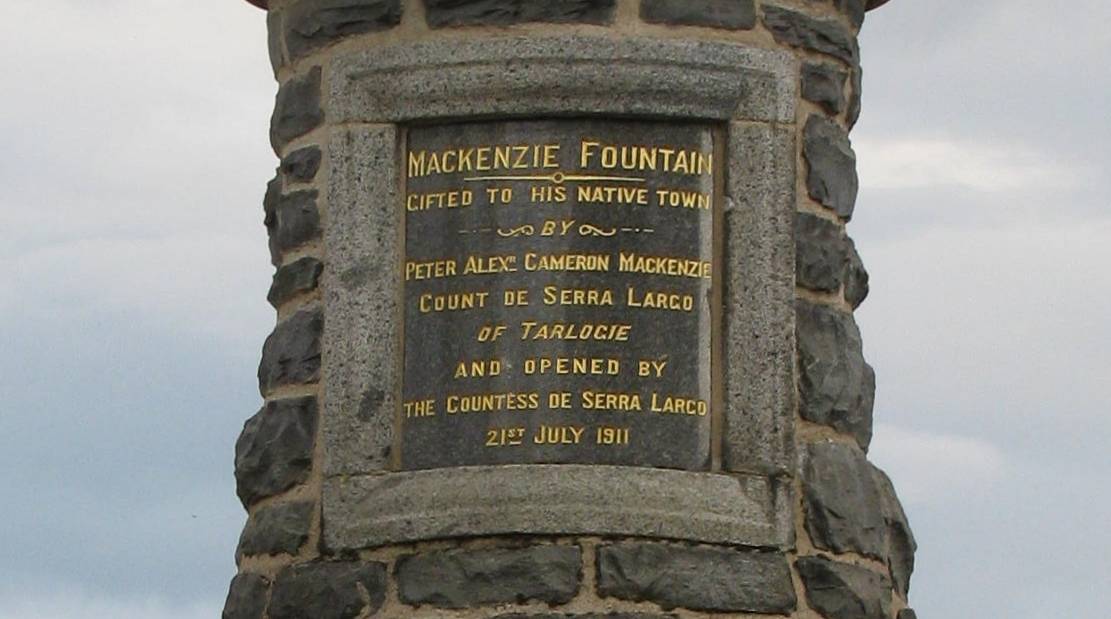 MACKENZIE FOUNTAIN
GIFTED TO HIS NATIVE TOWN
BY
PETER ALEXR. CAMERON MACKENZIE
COUNT DE SERRA LARGO
OF TARLOGIE
AND OPENED BY
THE COUNTESS DE SERRA LARGO
21ST JULY 1911